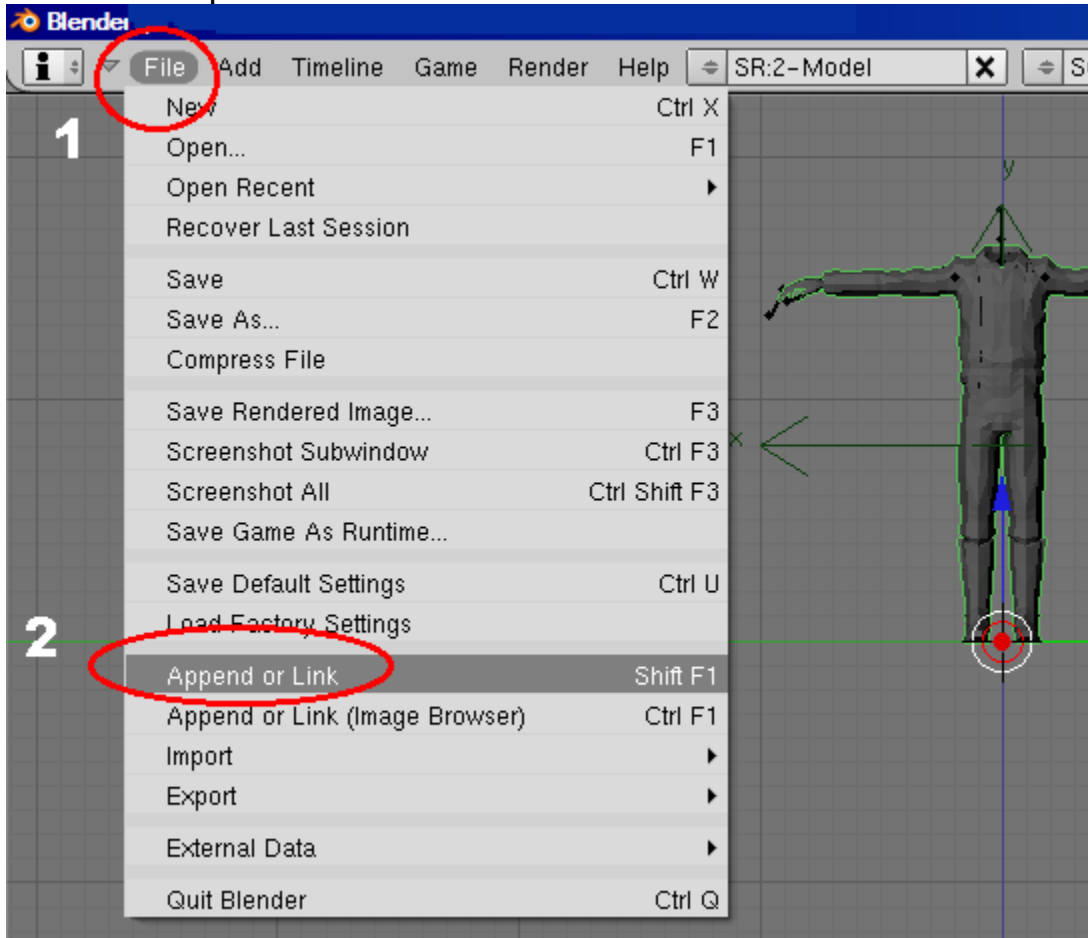 Blender
File Add Timeline Game Render Help SR:2-Model
1
New Ctrl X
Open... F1
Open Recent
Recover Last Session
Save Ctrl W
Save As... F2
Compress File
Save Rendered Image... F3
Screenshot Subwindow Ctrl F3
Screenshot All Ctrl Shift F3
Save Game As Runtime...
Save Default Settings Ctrl U
Load Factory Settings
2
Append or Link Shift F1
Append or Link (Image Browser) Ctrl F1
Import
Export
External Data
Quit Blender Ctrl Q
y
x